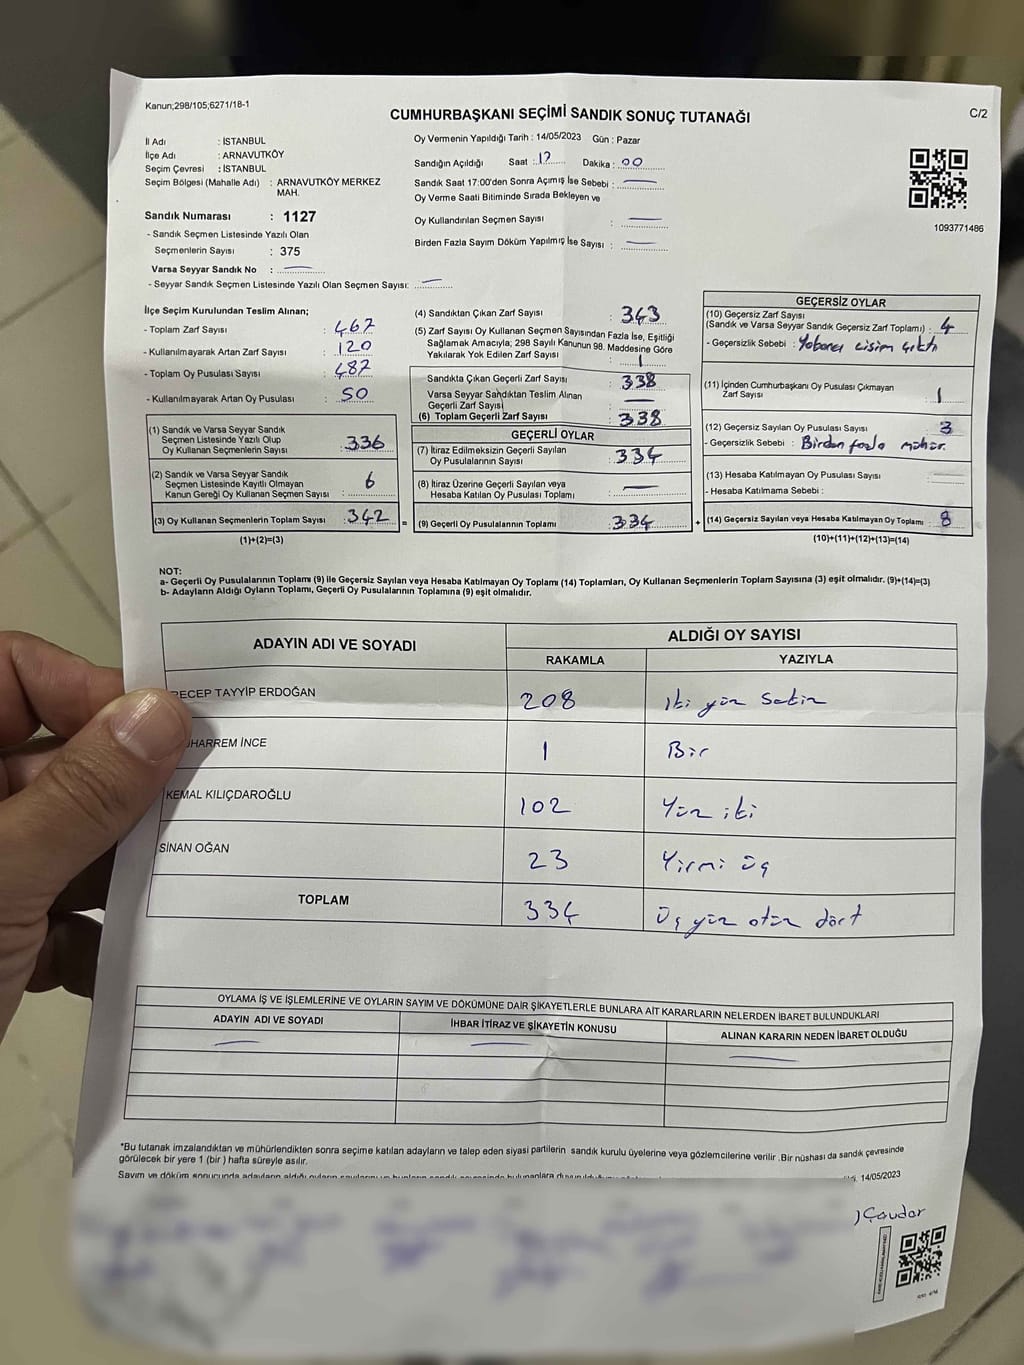 Kanun;298/105;6271/18-1
CUMHURBAŞKANI SEÇİMİ SANDIK SONUÇ TUTANAĞI
C/2
İl Adı : İSTANBUL
İlçe Adı : ARNAVUTKÖY
Seçim Çevresi : İSTANBUL
Seçim Bölgesi (Mahalle Adı) : ARNAVUTKÖY MERKEZ
MAH.
Sandık Numarası : 1127
- Sandık Seçmen Listesinde Yazılı Olan
Seçmenlerin Sayısı : 375
Varsa Seyyar Sandık No : —
- Seyyar Sandık Seçmen Listesinde Yazılı Olan Seçmen Sayısı: —
Oy Vermenin Yapıldığı Tarih : 14/05/2023 Gün : Pazar
Sandığın Açıldığı Saat : 17 Dakika : 00
Sandık Saat 17:00'den Sonra Açımış İse Sebebi : —
Oy Verme Saati Bitiminde Sırada Bekleyen ve
Oy Kullandırılan Seçmen Sayısı : —
Birden Fazla Sayım Döküm Yapılmış İse Sayısı : —
1093771486
İlçe Seçim Kurulundan Teslim Alınan;
- Toplam Zarf Sayısı : 462
- Kullanılmayarak Artan Zarf Sayısı : 120
- Toplam Oy Pusulası Sayısı : 482
- Kullanılmayarak Artan Oy Pusulası : 50
(1) Sandık ve Varsa Seyyar Sandık
Seçmen Listesinde Yazılı Olup
Oy Kullanan Seçmenlerin Sayısı : 336
(2) Sandık ve Varsa Seyyar Sandık
Seçmen Listesinde Kayıtlı Olmayan
Kanun Gereği Oy Kullanan Seçmen Sayısı : 6
(3) Oy Kullanan Seçmenlerin Toplam Sayısı : 342 =
(1)+(2)=(3)
(4) Sandıktan Çıkan Zarf Sayısı : 343
(5) Zarf Sayısı Oy Kullanan Seçmen Sayısından Fazla İse, Eşitliği
Sağlamak Amacıyla; 298 Sayılı Kanunun 98. Maddesine Göre
Yakılarak Yok Edilen Zarf Sayısı : 1
Sandıkta Çıkan Geçerli Zarf Sayısı : 338
Varsa Seyyar Sandıktan Teslim Alınan
Geçerli Zarf Sayısı : —
(6) Toplam Geçerli Zarf Sayısı : 338
GEÇERLİ OYLAR
(7) İtiraz Edilmeksizin Geçerli Sayılan
Oy Pusulalarının Sayısı : 334
(8) İtiraz Üzerine Geçerli Sayılan veya
Hesaba Katılan Oy Pusulası Toplamı : —
(9) Geçerli Oy Pusulalarının Toplamı : 334 +
GEÇERSİZ OYLAR
(10) Geçersiz Zarf Sayısı
(Sandık ve Varsa Seyyar Sandık Geçersiz Zarf Toplamı) : 4
- Geçersizlik Sebebi : Yabancı cisim çıktı
(11) İçinden Cumhurbaşkanı Oy Pusulası Çıkmayan
Zarf Sayısı : 1
(12) Geçersiz Sayılan Oy Pusulası Sayısı : 3
- Geçersizlik Sebebi : Birden fazla mühür.
(13) Hesaba Katılmayan Oy Pusulası Sayısı :
- Hesaba Katılmama Sebebi :
(14) Geçersiz Sayılan veya Hesaba Katılmayan Oy Toplamı : 8
(10)+(11)+(12)+(13)=(14)
NOT:
a- Geçerli Oy Pusulalarının Toplamı (9) ile Geçersiz Sayılan veya Hesaba Katılmayan Oy Toplamı (14) Toplamları, Oy Kullanan Seçmenlerin Toplam Sayısına (3) eşit olmalıdır. (9)+(14)=(3)
b- Adayların Aldığı Oyların Toplamı, Geçerli Oy Pusulalarının Toplamına (9) eşit olmalıdır.
ADAYIN ADI VE SOYADI ALDIĞI OY SAYISI
RAKAMLA YAZIYLA
RECEP TAYYİP ERDOĞAN 208 İki yüz sekiz
MUHARREM İNCE 1 Bir
KEMAL KILIÇDAROĞLU 102 Yüz iki
SİNAN OĞAN 23 Yirmi üç
TOPLAM 334 Üç yüz otuz dört
OYLAMA İŞ VE İŞLEMLERİNE VE OYLARIN SAYIM VE DÖKÜMÜNE DAİR ŞİKAYETLERLE BUNLARA AİT KARARLARIN NELERDEN İBARET BULUNDUKLARI
ADAYIN ADI VE SOYADI İHBAR İTİRAZ VE ŞİKAYETİN KONUSU ALINAN KARARIN NEDEN İBARET OLDUĞU
— — —
*Bu tutanak imzalandıktan ve mühürlendikten sonra seçime katılan adayların ve talep eden siyasi partilerin sandık kurulu üyelerine veya gözlemcilerine verilir .Bir nüshası da sandık çevresinde
görülecek bir yere 1 (bir ) hafta süreyle asılır.
Sayım ve döküm sonucunda adayların aldığı 14/05/2023